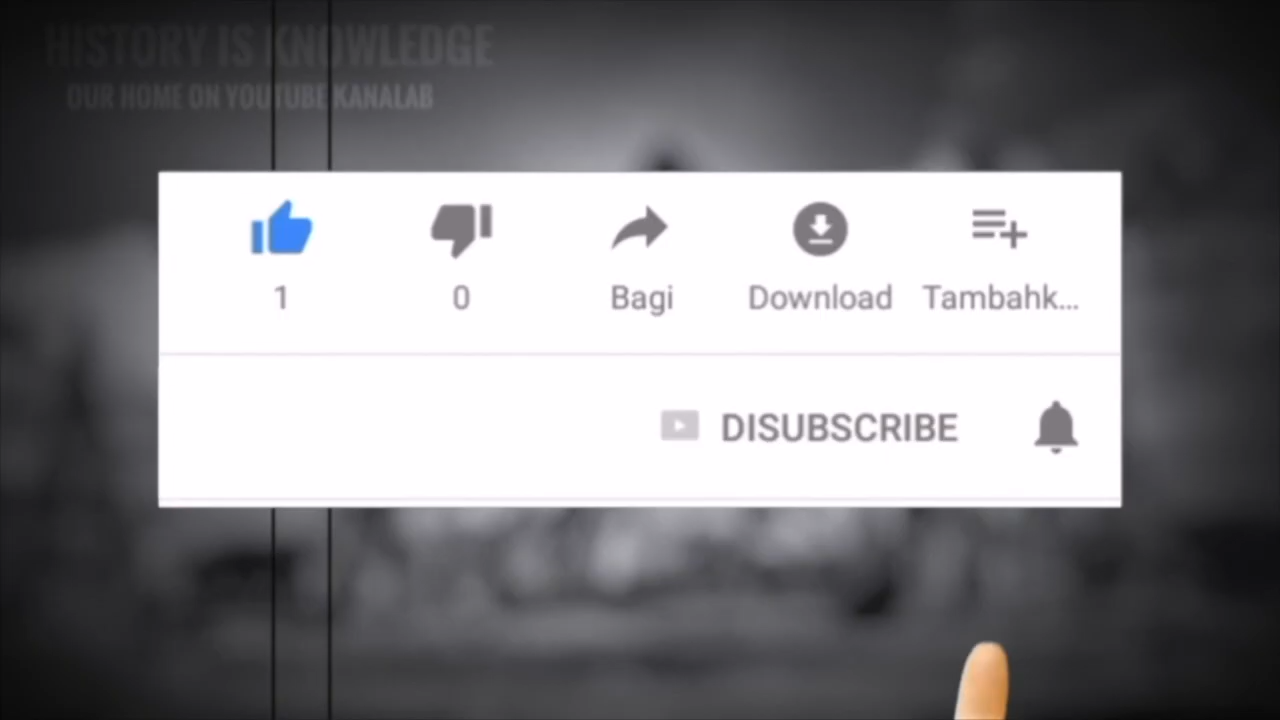 HISTORY IS KNOWLEDGE
OUR HOME ON YOUTUBE KANALAB
1 0 Bagi Download Tambahk...
DISUBSCRIBE